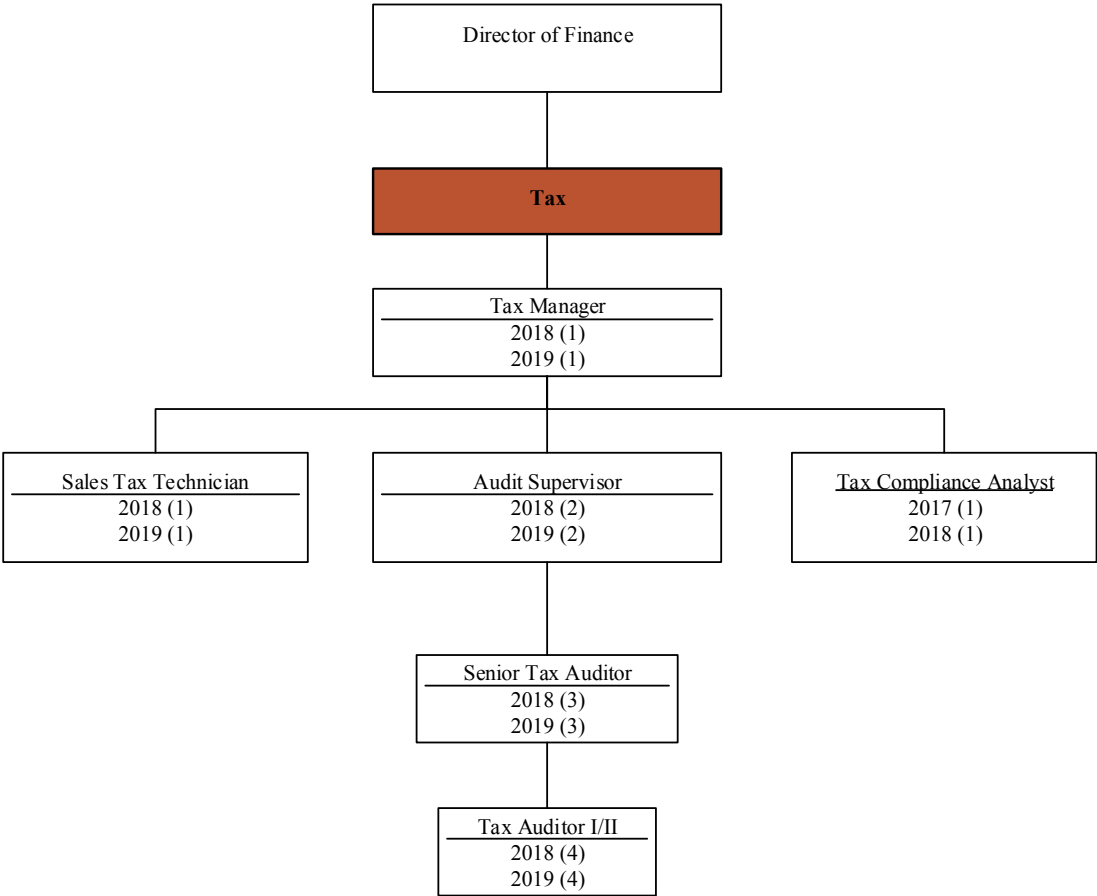 Director of Finance
Tax
Tax Manager
2018 (1)
2019 (1)
Sales Tax Technician
2018 (1)
2019 (1)
Audit Supervisor
2018 (2)
2019 (2)
Tax Compliance Analyst
2017 (1)
2018 (1)
Senior Tax Auditor
2018 (3)
2019 (3)
Tax Auditor I/II
2018 (4)
2019 (4)